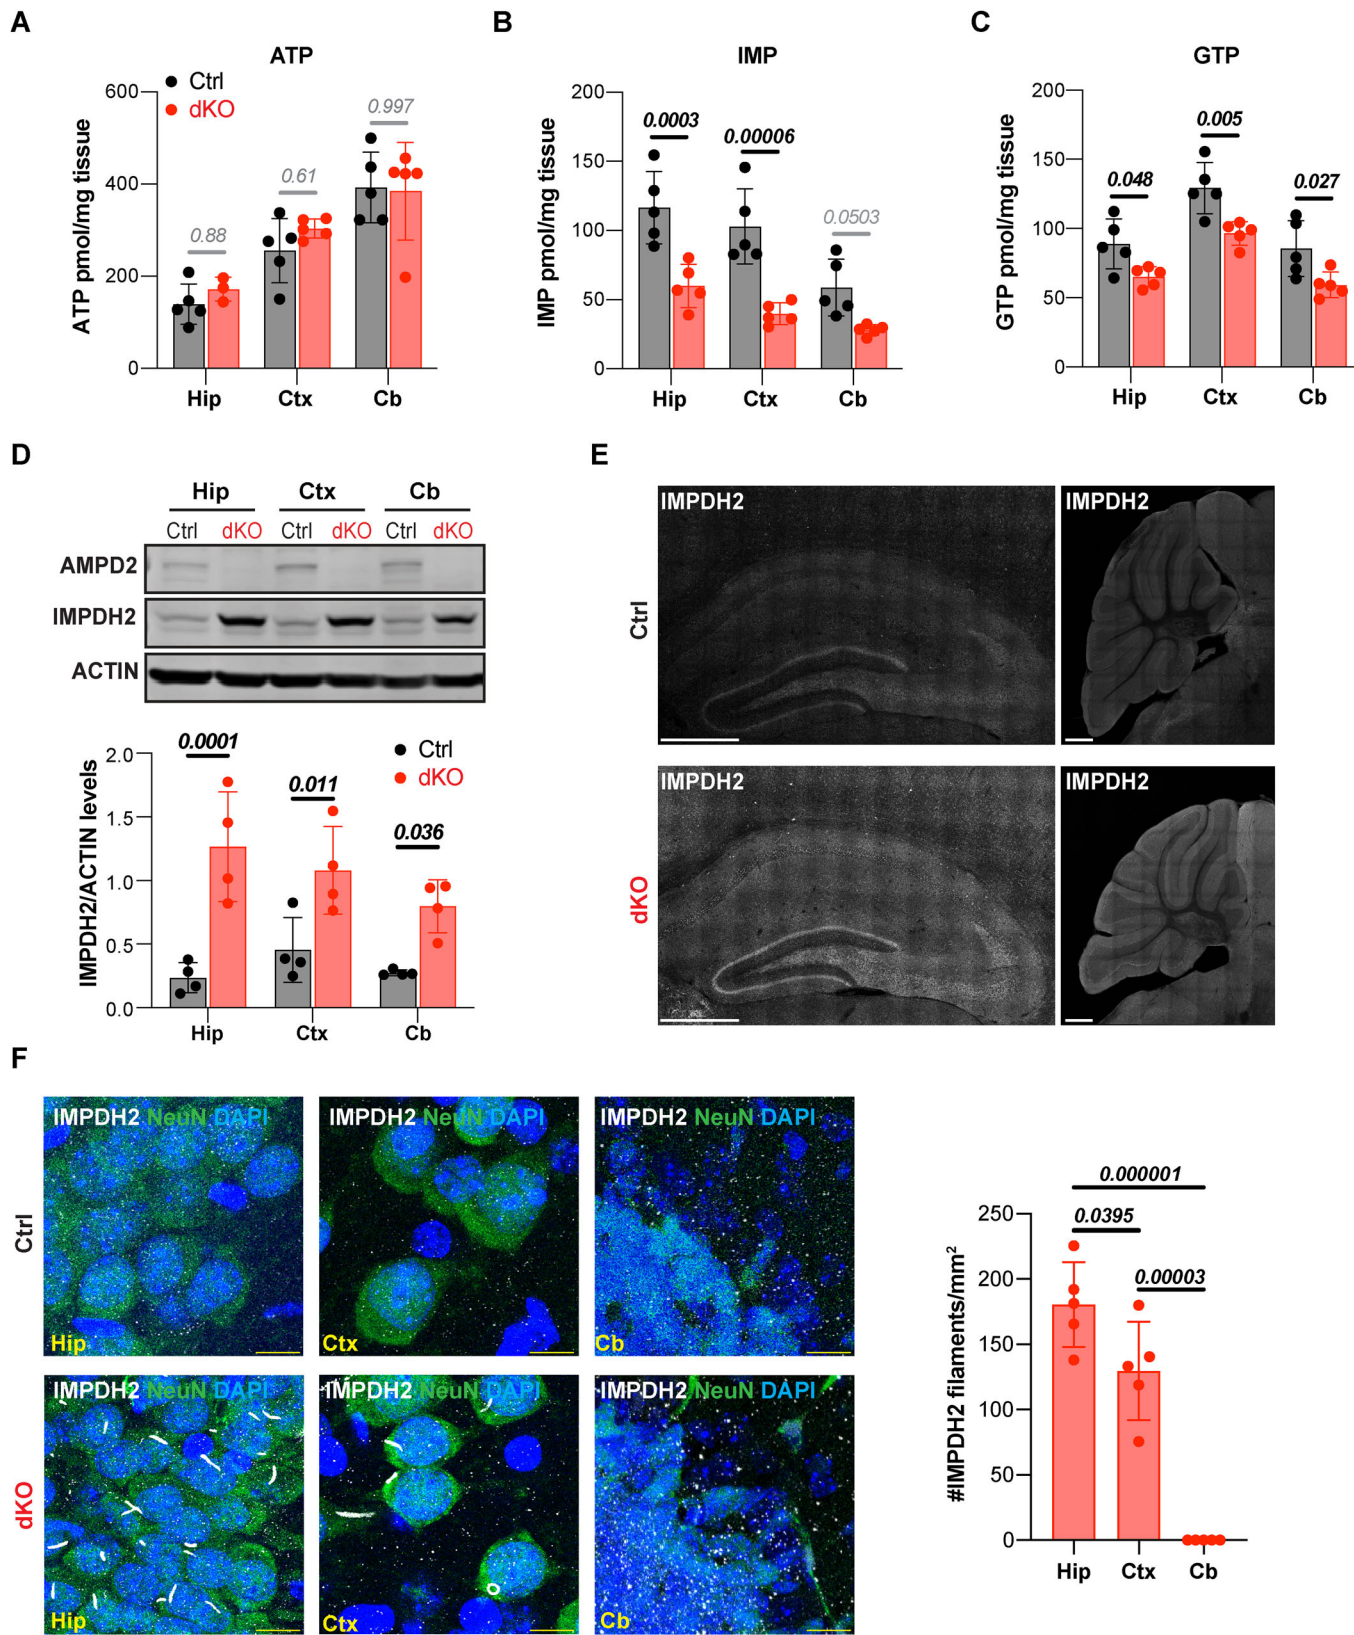 A
B
C
ATP
IMP
GTP
Ctrl
dKO
ATP pmol/mg tissue
600
400
200
0
0.88
0.61
0.997
Hip
Ctx
Cb
IMP pmol/mg tissue
200
150
100
50
0
0.0003
0.00006
0.0503
Hip
Ctx
Cb
GTP pmol/mg tissue
200
150
100
50
0
0.048
0.005
0.027
Hip
Ctx
Cb
D
Hip Ctx Cb
Ctrl dKO Ctrl dKO Ctrl dKO
AMPD2
IMPDH2
ACTIN
IMPDH2/ACTIN levels
2.0
1.5
1.0
0.5
0.0
0.0001
0.011
0.036
Ctrl
dKO
Hip
Ctx
Cb
E
Ctrl
IMPDH2
IMPDH2
dKO
IMPDH2
IMPDH2
F
Ctrl
IMPDH2 NeuN DAPI
Hip
IMPDH2 NeuN DAPI
Ctx
IMPDH2 NeuN DAPI
Cb
dKO
IMPDH2 NeuN DAPI
Hip
IMPDH2 NeuN DAPI
Ctx
IMPDH2 NeuN DAPI
Cb
#IMPDH2 filaments/mm²
250
200
150
100
50
0
0.000001
0.0395
0.00003
Hip
Ctx
Cb